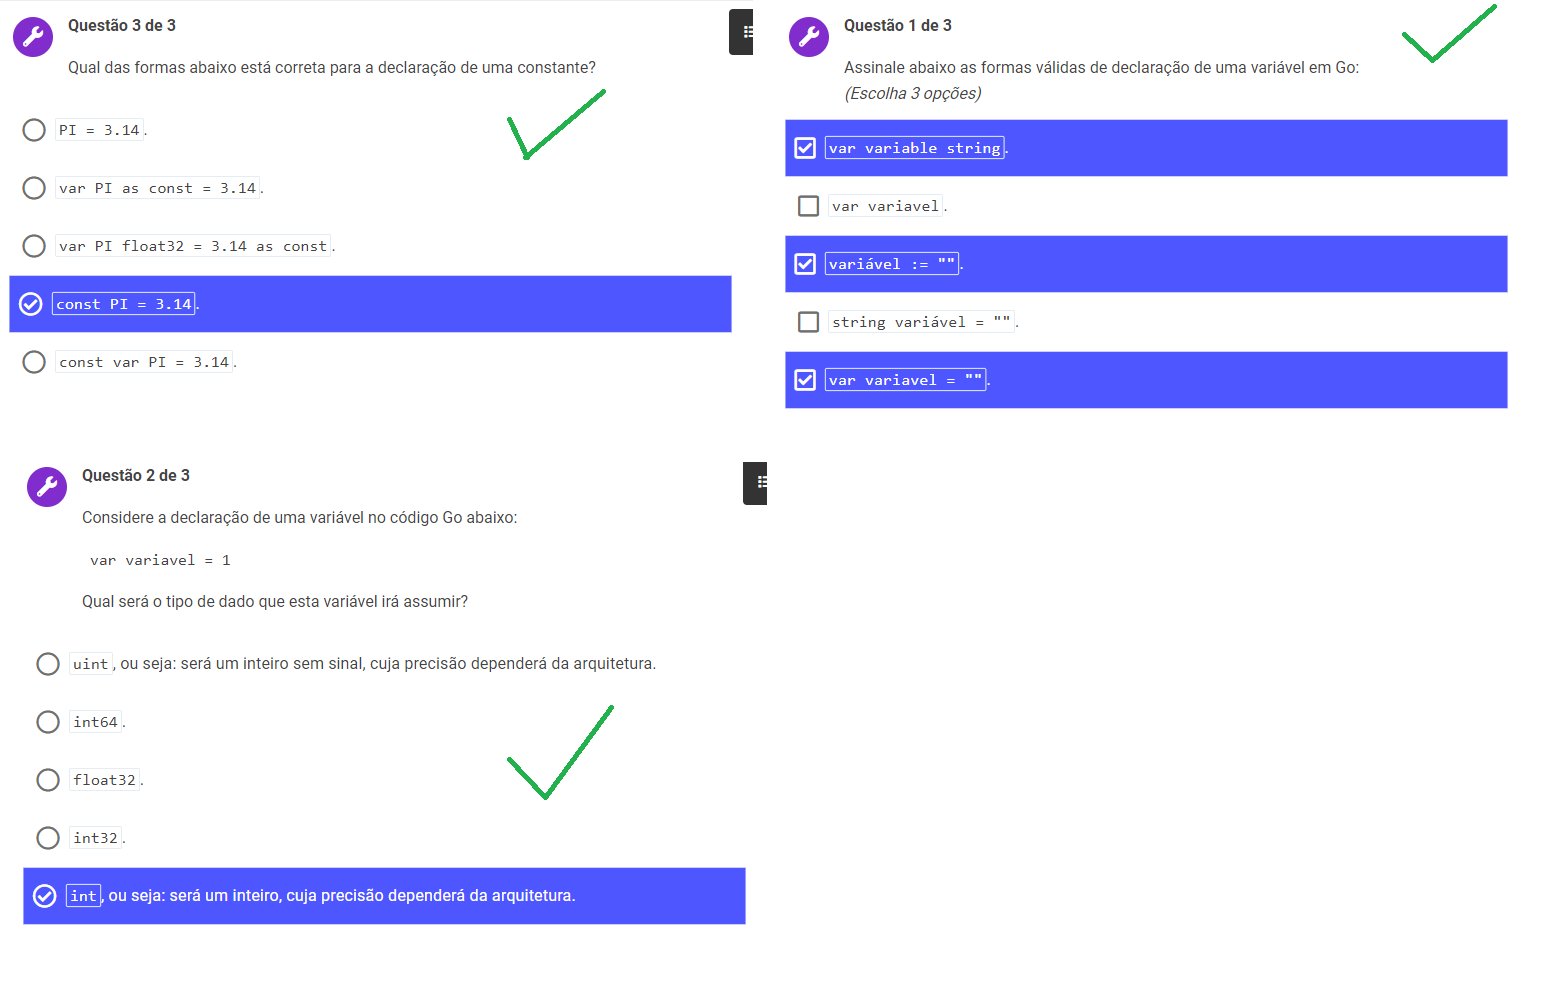 Questão 3 de 3
Qual das formas abaixo está correta para a declaração de uma constante?
PI = 3.14.
var PI as const = 3.14.
var PI float32 = 3.14 as const.
const PI = 3.14.
const var PI = 3.14.
Questão 1 de 3
Assinale abaixo as formas válidas de declaração de uma variável em Go:
(Escolha 3 opções)
var variable string.
var variavel.
variável := "".
string variável = "".
var variavel = "".
Questão 2 de 3
Considere a declaração de uma variável no código Go abaixo:
var variavel = 1
Qual será o tipo de dado que esta variável irá assumir?
uint, ou seja: será um inteiro sem sinal, cuja precisão dependerá da arquitetura.
int64.
float32.
int32.
int, ou seja: será um inteiro, cuja precisão dependerá da arquitetura.